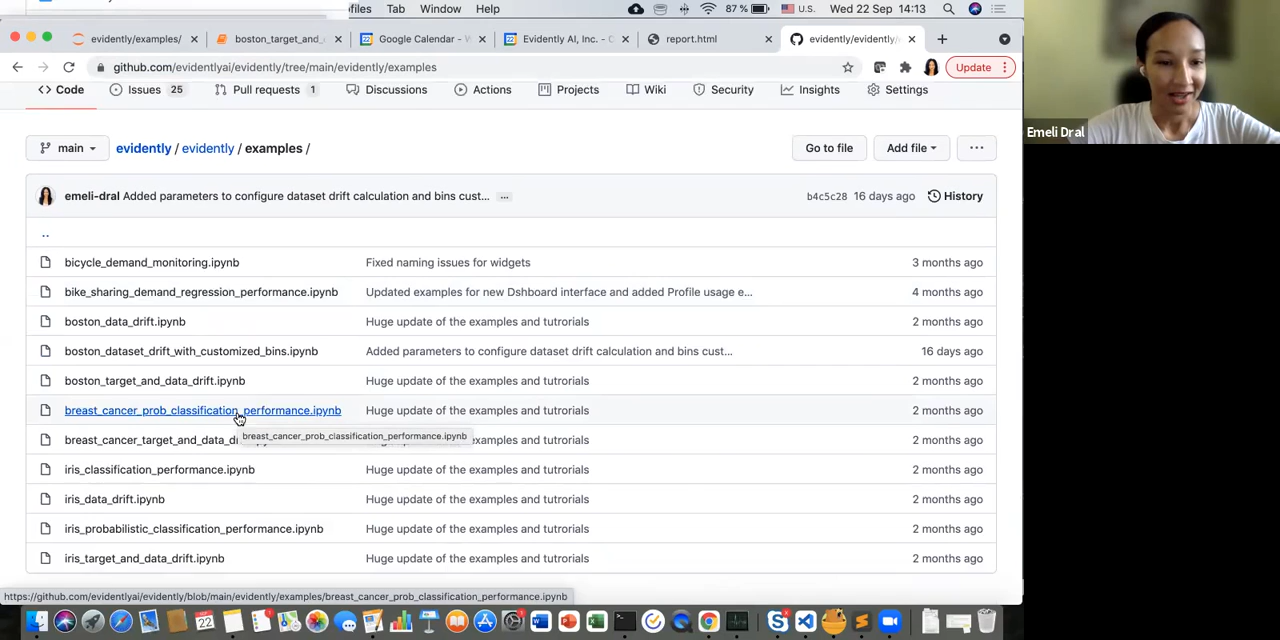 files Tab Window Help 87 % U.S. Wed 22 Sep 14:13
evidently/examples/ boston_target_and_ Google Calendar - W Evidently AI, Inc. - C report.html evidently/evidently/
github.com/evidentlyai/evidently/tree/main/evidently/examples Update
Code Issues 25 Pull requests 1 Discussions Actions Projects Wiki Security Insights Settings
main evidently / evidently / examples / Go to file Add file ...
emeli-dral Added parameters to configure dataset drift calculation and bins cust... ... b4c5c28 16 days ago History
..
bicycle_demand_monitoring.ipynb Fixed naming issues for widgets 3 months ago
bike_sharing_demand_regression_performance.ipynb Updated examples for new Dshboard interface and added Profile usage e... 4 months ago
boston_data_drift.ipynb Huge update of the examples and tutrorials 2 months ago
boston_dataset_drift_with_customized_bins.ipynb Added parameters to configure dataset drift calculation and bins cust... 16 days ago
boston_target_and_data_drift.ipynb Huge update of the examples and tutrorials 2 months ago
breast_cancer_prob_classification_performance.ipynb Huge update of the examples and tutrorials 2 months ago
breast_cancer_prob_classification_performance.ipynb
breast_cancer_target_and_data_dr examples and tutrorials 2 months ago
iris_classification_performance.ipynb Huge update of the examples and tutrorials 2 months ago
iris_data_drift.ipynb Huge update of the examples and tutrorials 2 months ago
iris_probabilistic_classification_performance.ipynb Huge update of the examples and tutrorials 2 months ago
iris_target_and_data_drift.ipynb Huge update of the examples and tutrorials 2 months ago
https://github.com/evidentlyai/evidently/blob/main/evidently/examples/breast_cancer_prob_classification_performance.ipynb
Emeli Dral